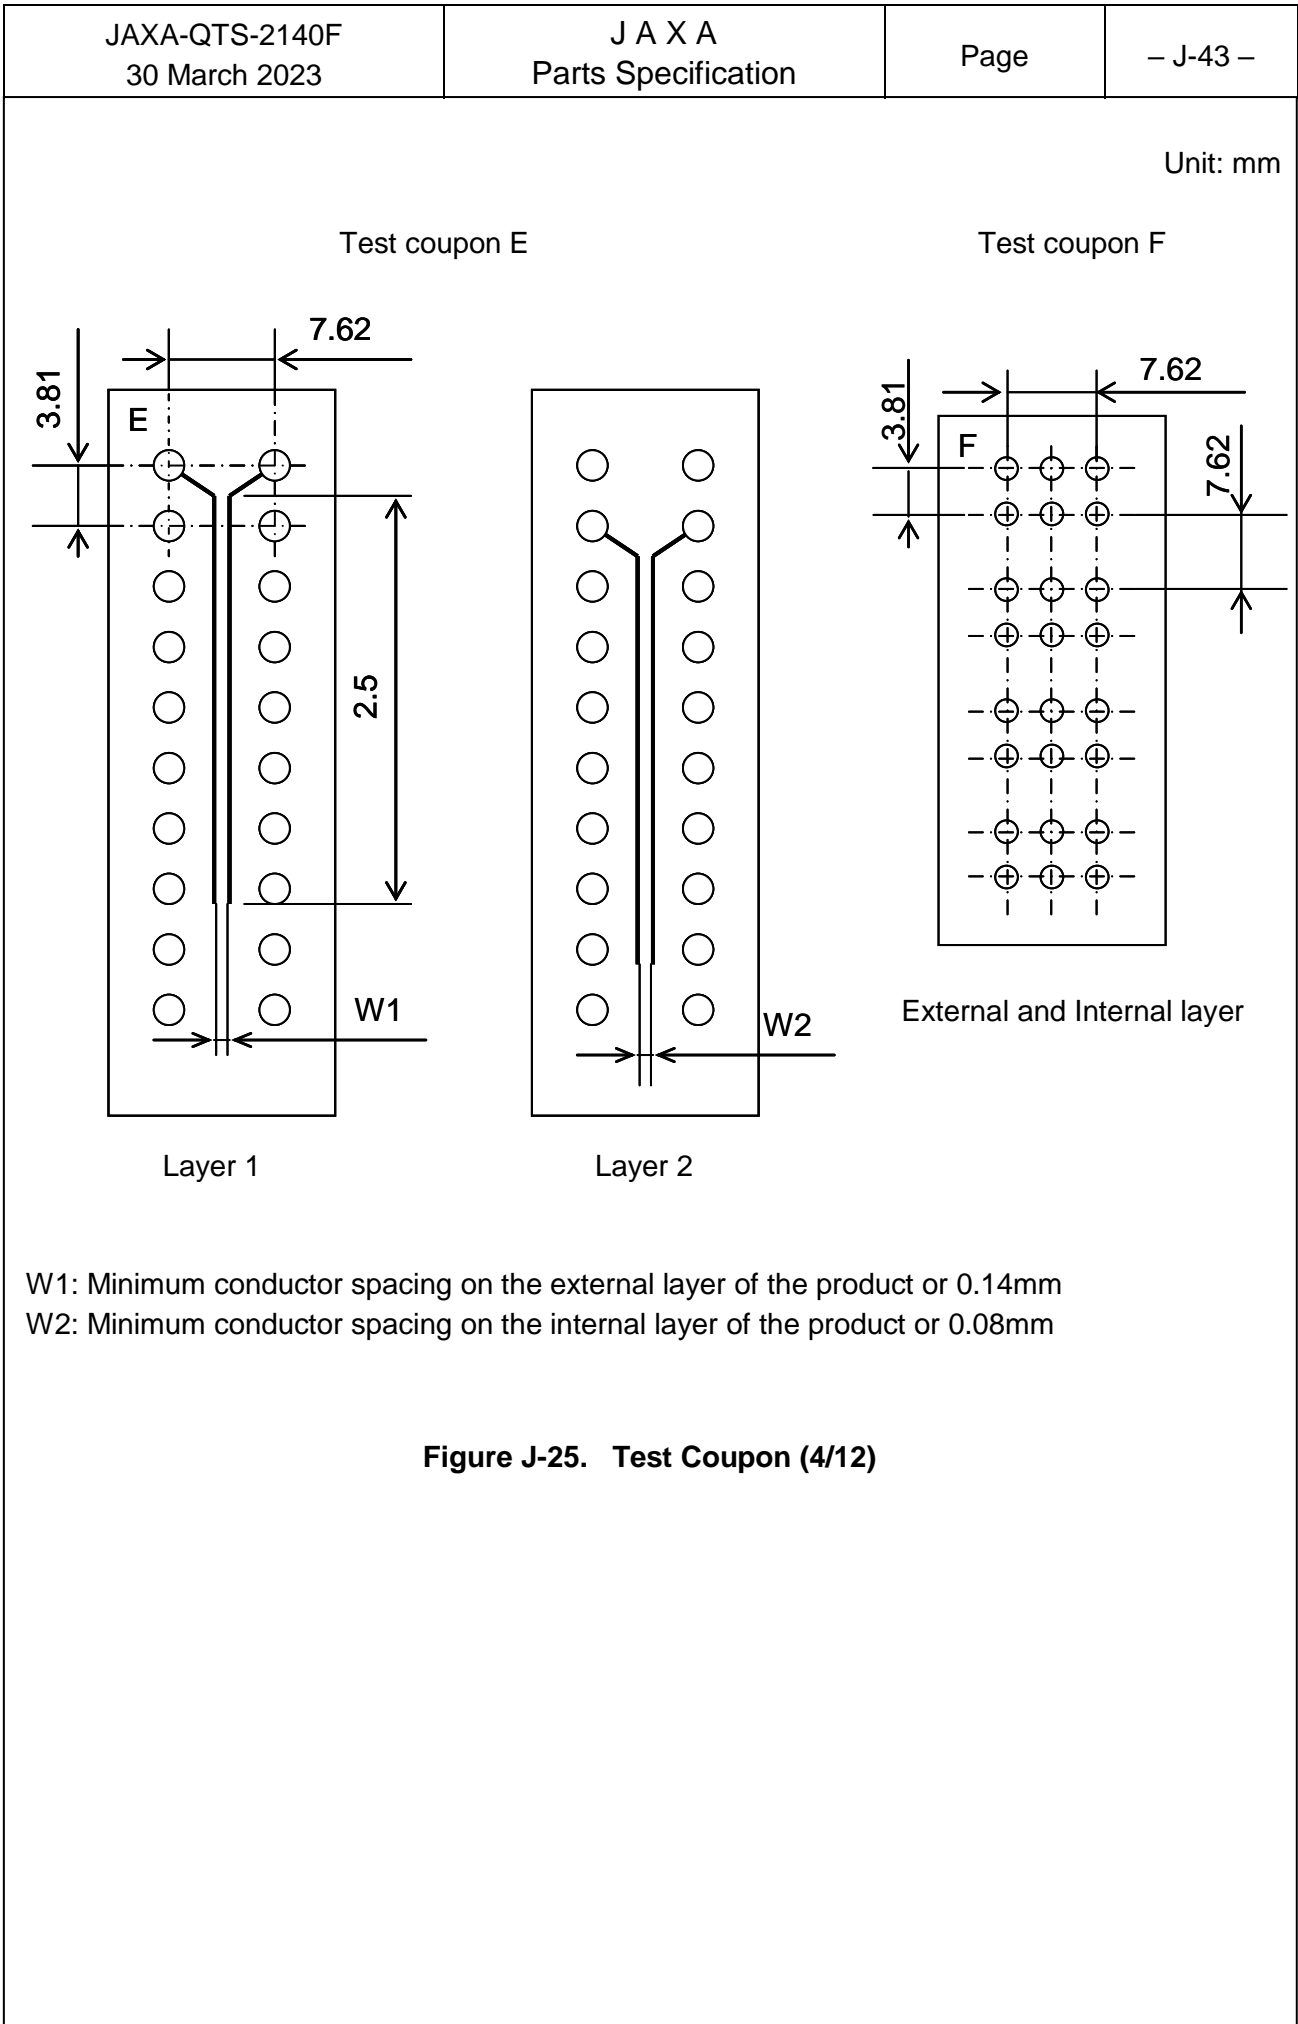 JAXA-QTS-2140F
30 March 2023
J A X A
Parts Specification
Page
– J-43 –
Unit: mm
Test coupon E
Test coupon F
7.62
3.81
E
2.5
W1
W2
7.62
3.81
F
7.62
External and Internal layer
Layer 1
Layer 2
W1: Minimum conductor spacing on the external layer of the product or 0.14mm
W2: Minimum conductor spacing on the internal layer of the product or 0.08mm
Figure J-25. Test Coupon (4/12)